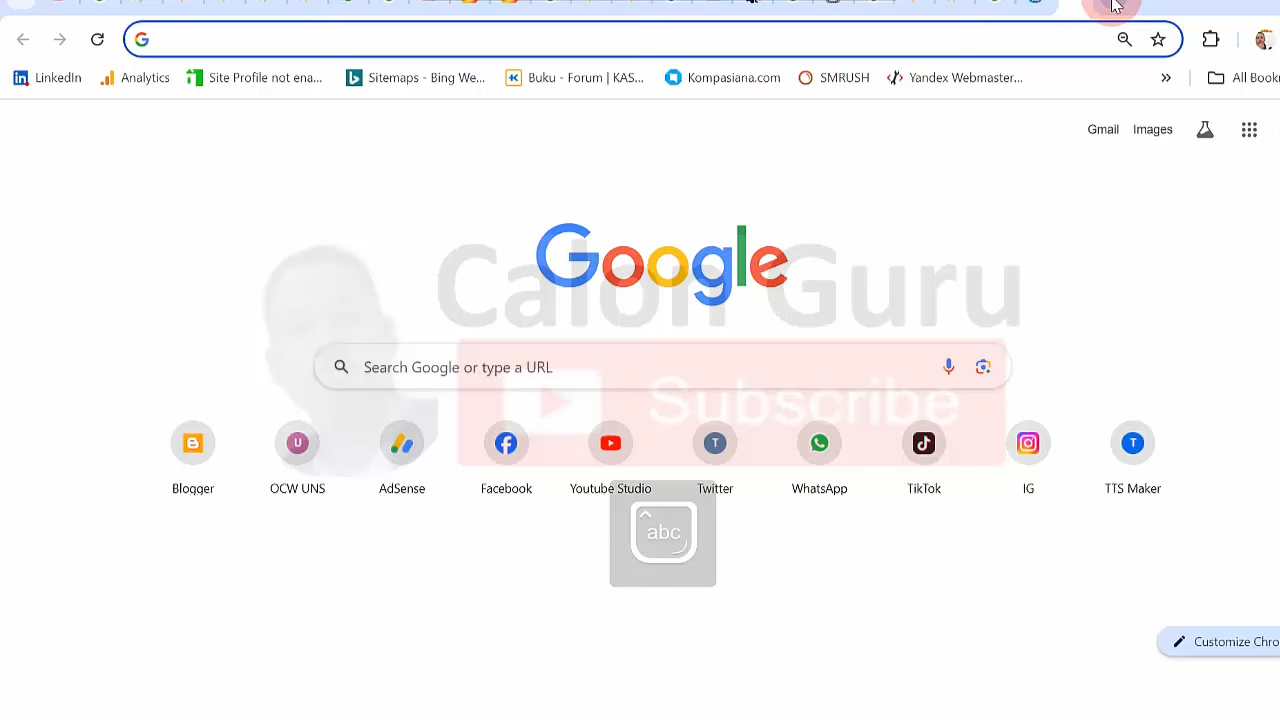 LinkedIn Analytics Site Profile not ena... Sitemaps - Bing We... Buku - Forum | KAS... Kompasiana.com SMRUSH Yandex Webmaster... » All Book
Gmail Images
Google
Calon Guru
Search Google or type a URL
Subscribe
U T T
Blogger OCW UNS AdSense Facebook Youtube Studio Twitter WhatsApp TikTok IG TTS Maker
abc
Customize Chro